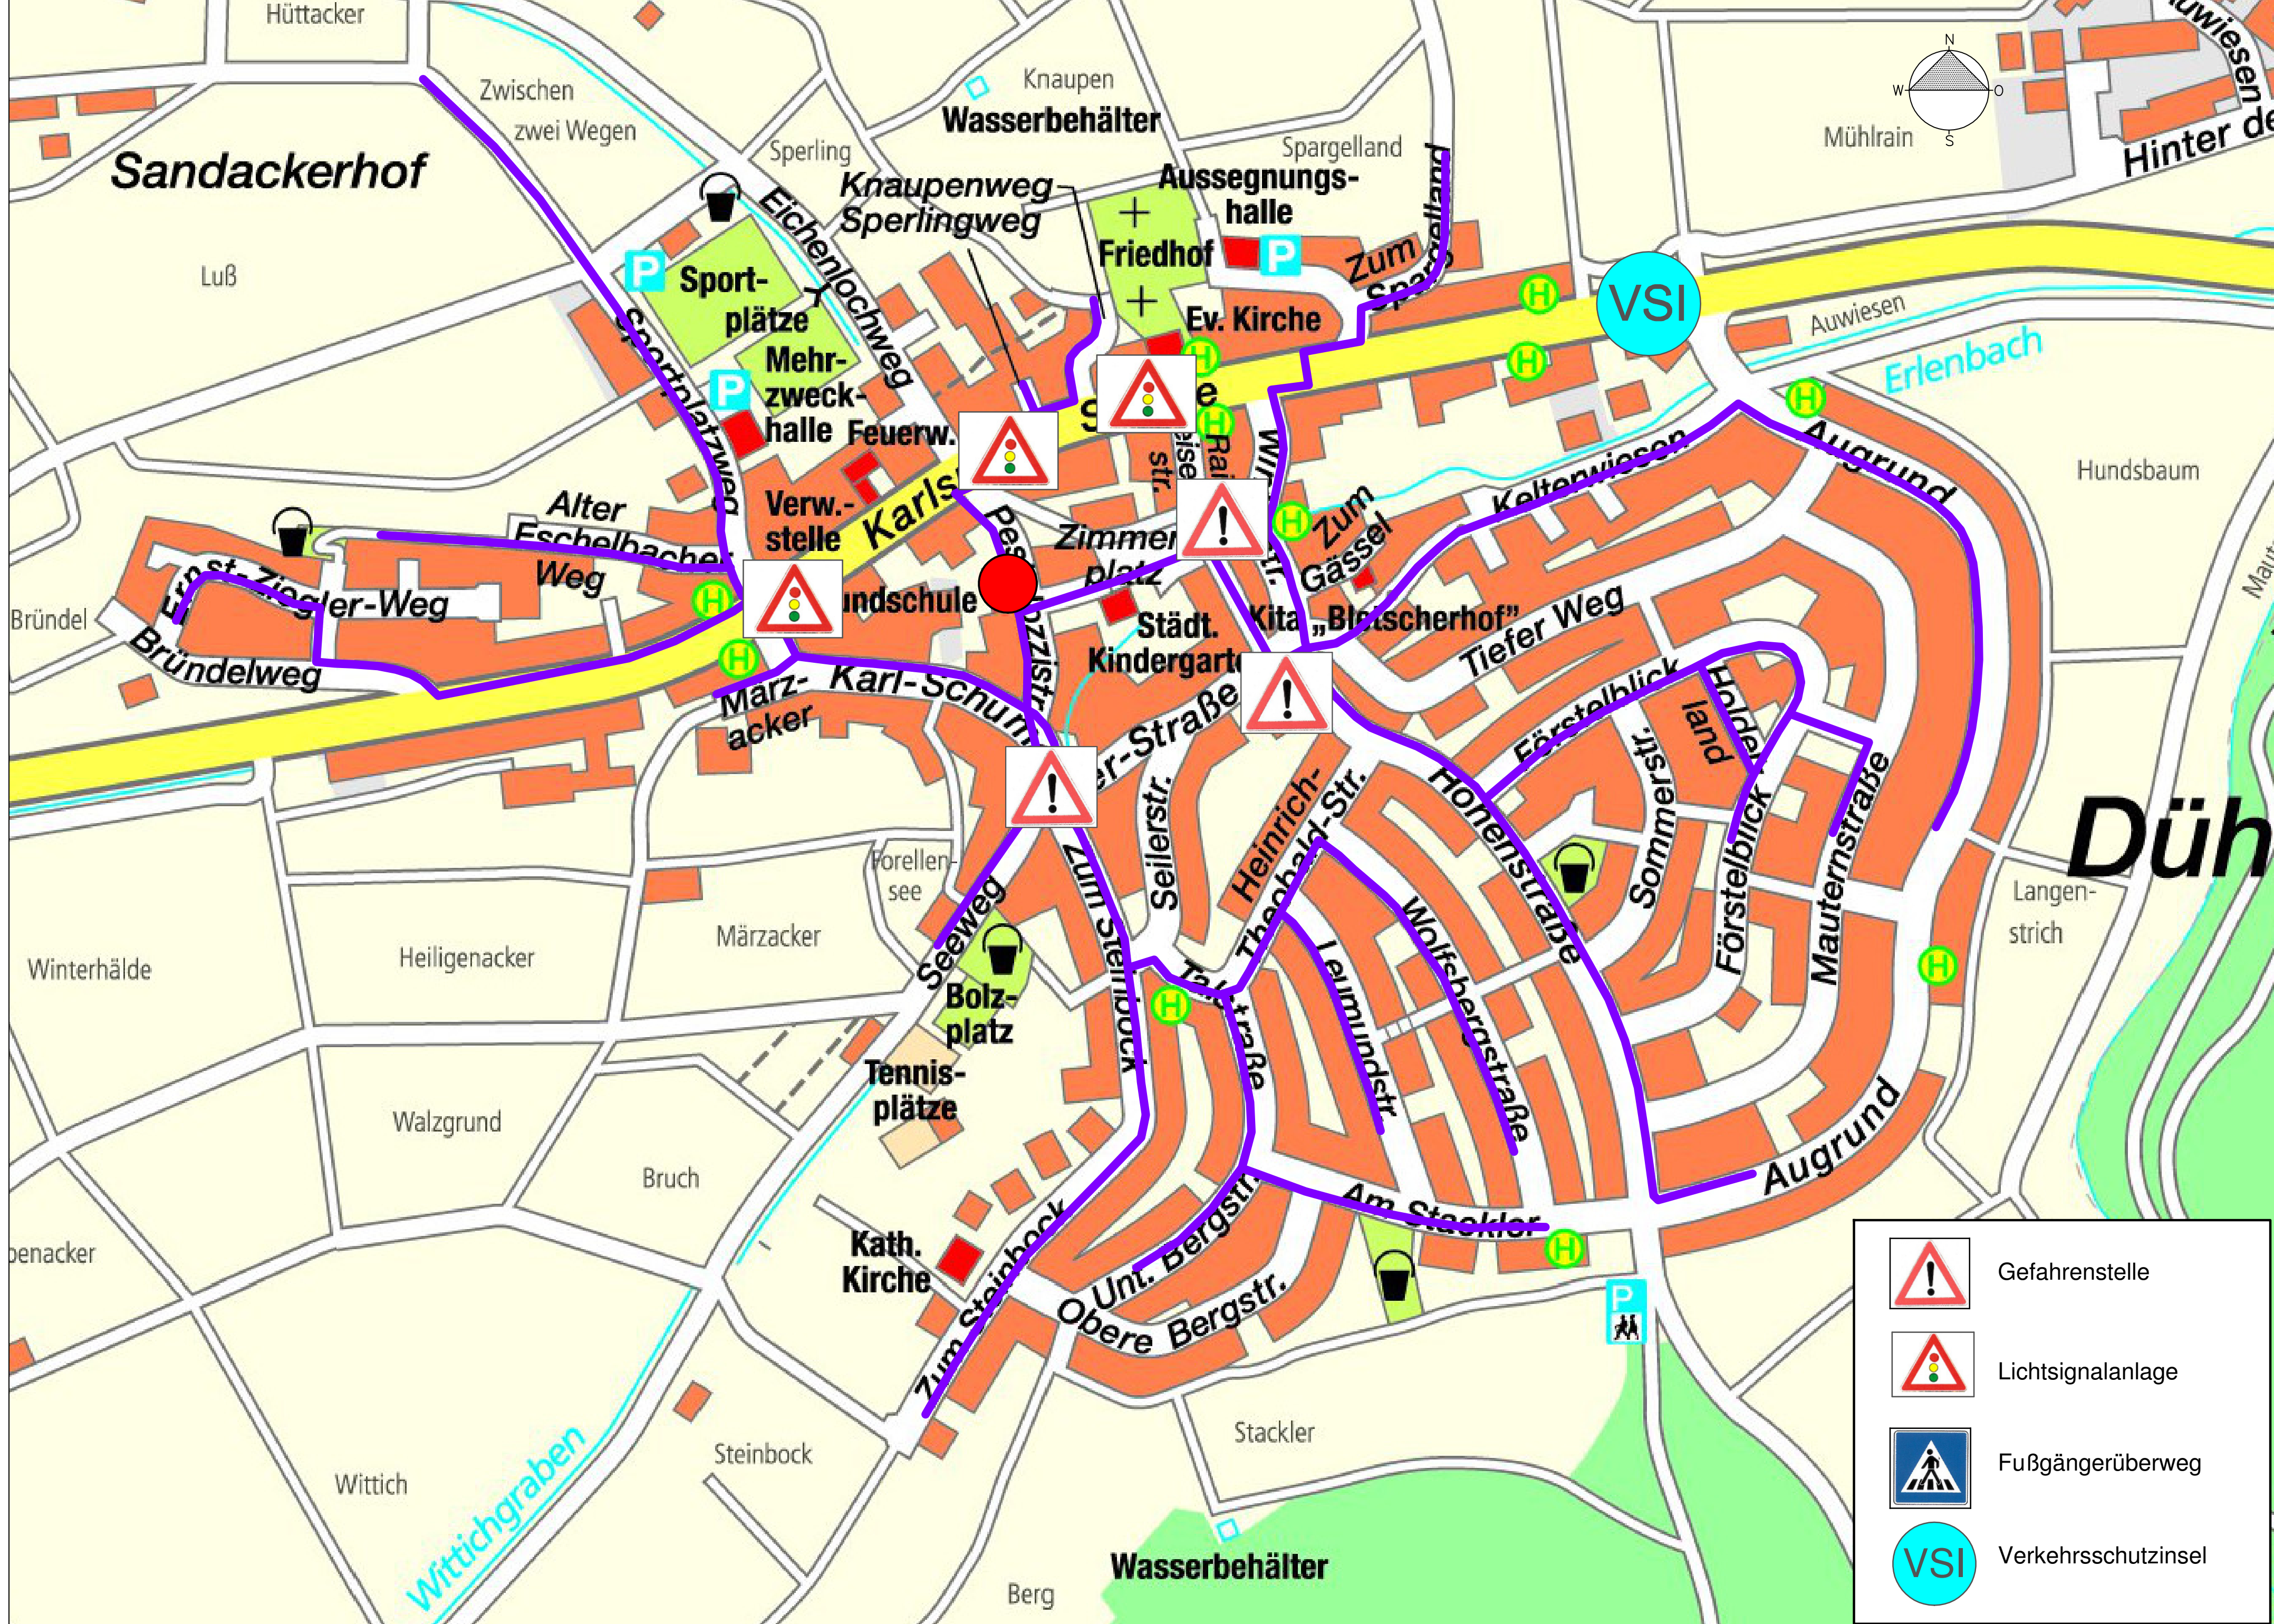 Hüttacker
Zwischen
zwei Wegen
Sandackerhof
Luß
Sperling
Knaupen
Wasserbehälter
Knaupenweg
Sperlingweg
Spargelland
Aussegnungs-
halle
Friedhof
P
Zum
Spargelland
Ev. Kirche
Mühlrain
N
W
O
S
Auwiesen
Hinter de
VSI
Auwiesen
Erlenbach
Hundsbaum
Eichenlochweg
P
Sport-
plätze
P
Mehr-
zweck-
halle
Feuerw.
Sportplatzweg
Verw.-
stelle
Karls
S
e
H
H
H
H
H
H
H
H
H
H
H
Alter
Eschelbacher
Weg
Ernst-Ziegler-Weg
Bründel
Bründelweg
undschule
Zimmer
platz
Städt.
Kindergart
Zum
Gässel
Kita „Bletscherhof”
Kelterwiesen
Augrund
Tiefer Weg
März-
acker
Karl-Schum
er-Straße
Seilerstr.
Heinrich-
Theobald-Str.
Hohenstraße
Förstelblick
Holder
land
Sommerstr.
Sommerstr.
Förstelblick
Mauternstraße
Düh
Langen-
strich
Forellen-
see
Seeweg
Zum Steinbock
Bolz-
platz
Tennis-
plätze
Talstraße
Leumundstr.
Wolfsbergstraße
Winterhälde
Heiligenacker
Märzacker
Walzgrund
Bruch
Kath.
Kirche
Zum Steinbock
Unt. Bergstr.
Obere Bergstr.
Am Stackler
Augrund
P
Stackler
Steinbock
Wittich
Wittichgraben
Berg
Wasserbehälter
Gefahrenstelle
Lichtsignalanlage
Fußgängerüberweg
VSI
Verkehrsschutzinsel